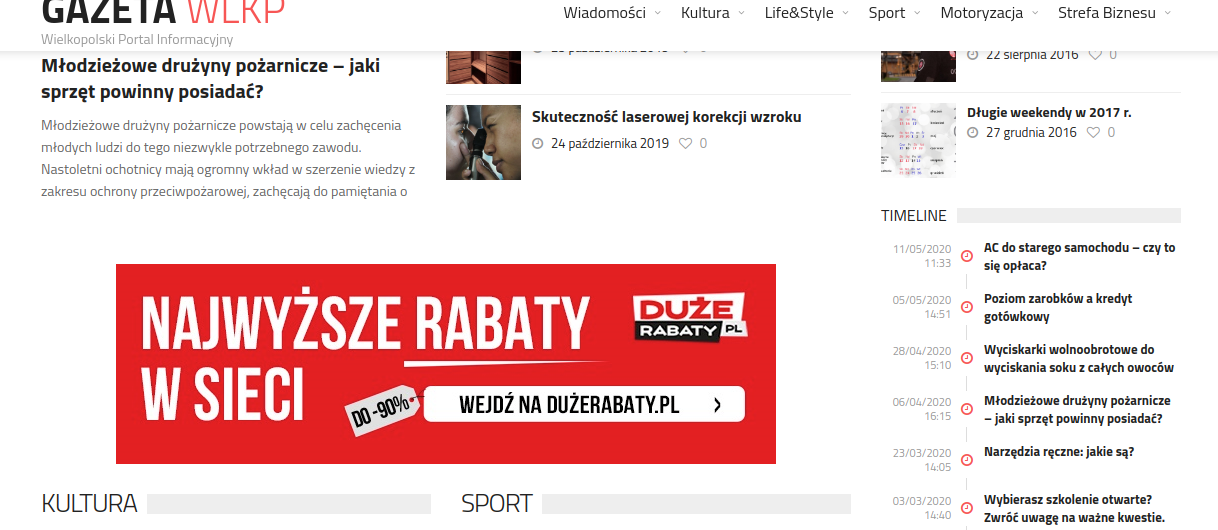 GAZETA WLKP
Wielkopolski Portal Informacyjny
Wiadomości Kultura Life&Style Sport Motoryzacja Strefa Biznesu
Młodzieżowe drużyny pożarnicze – jaki
sprzęt powinny posiadać?
Młodzieżowe drużyny pożarnicze powstają w celu zachęcenia
młodych ludzi do tego niezwykle potrzebnego zawodu.
Nastoletni ochotnicy mają ogromny wkład w szerzenie wiedzy z
zakresu ochrony przeciwpożarowej, zachęcają do pamiętania o
Skuteczność laserowej korekcji wzroku
24 października 2019 0
22 sierpnia 2016 0
Długie weekendy w 2017 r.
27 grudnia 2016 0
NAJWYŻSZE RABATY
W SIECI
DUŻE
RABATY PL
DO -90%
WEJDŹ NA DUŻERABATY.PL
KULTURA
SPORT
TIMELINE
11/05/2020
11:33
AC do starego samochodu – czy to
się opłaca?
05/05/2020
14:51
Poziom zarobków a kredyt
gotówkowy
28/04/2020
15:10
Wyciskarki wolnoobrotowe do
wyciskania soku z całych owoców
06/04/2020
16:15
Młodzieżowe drużyny pożarnicze
– jaki sprzęt powinny posiadać?
23/03/2020
14:05
Narzędzia ręczne: jakie są?
03/03/2020
14:40
Wybierasz szkolenie otwarte?
Zwróć uwagę na ważne kwestie.